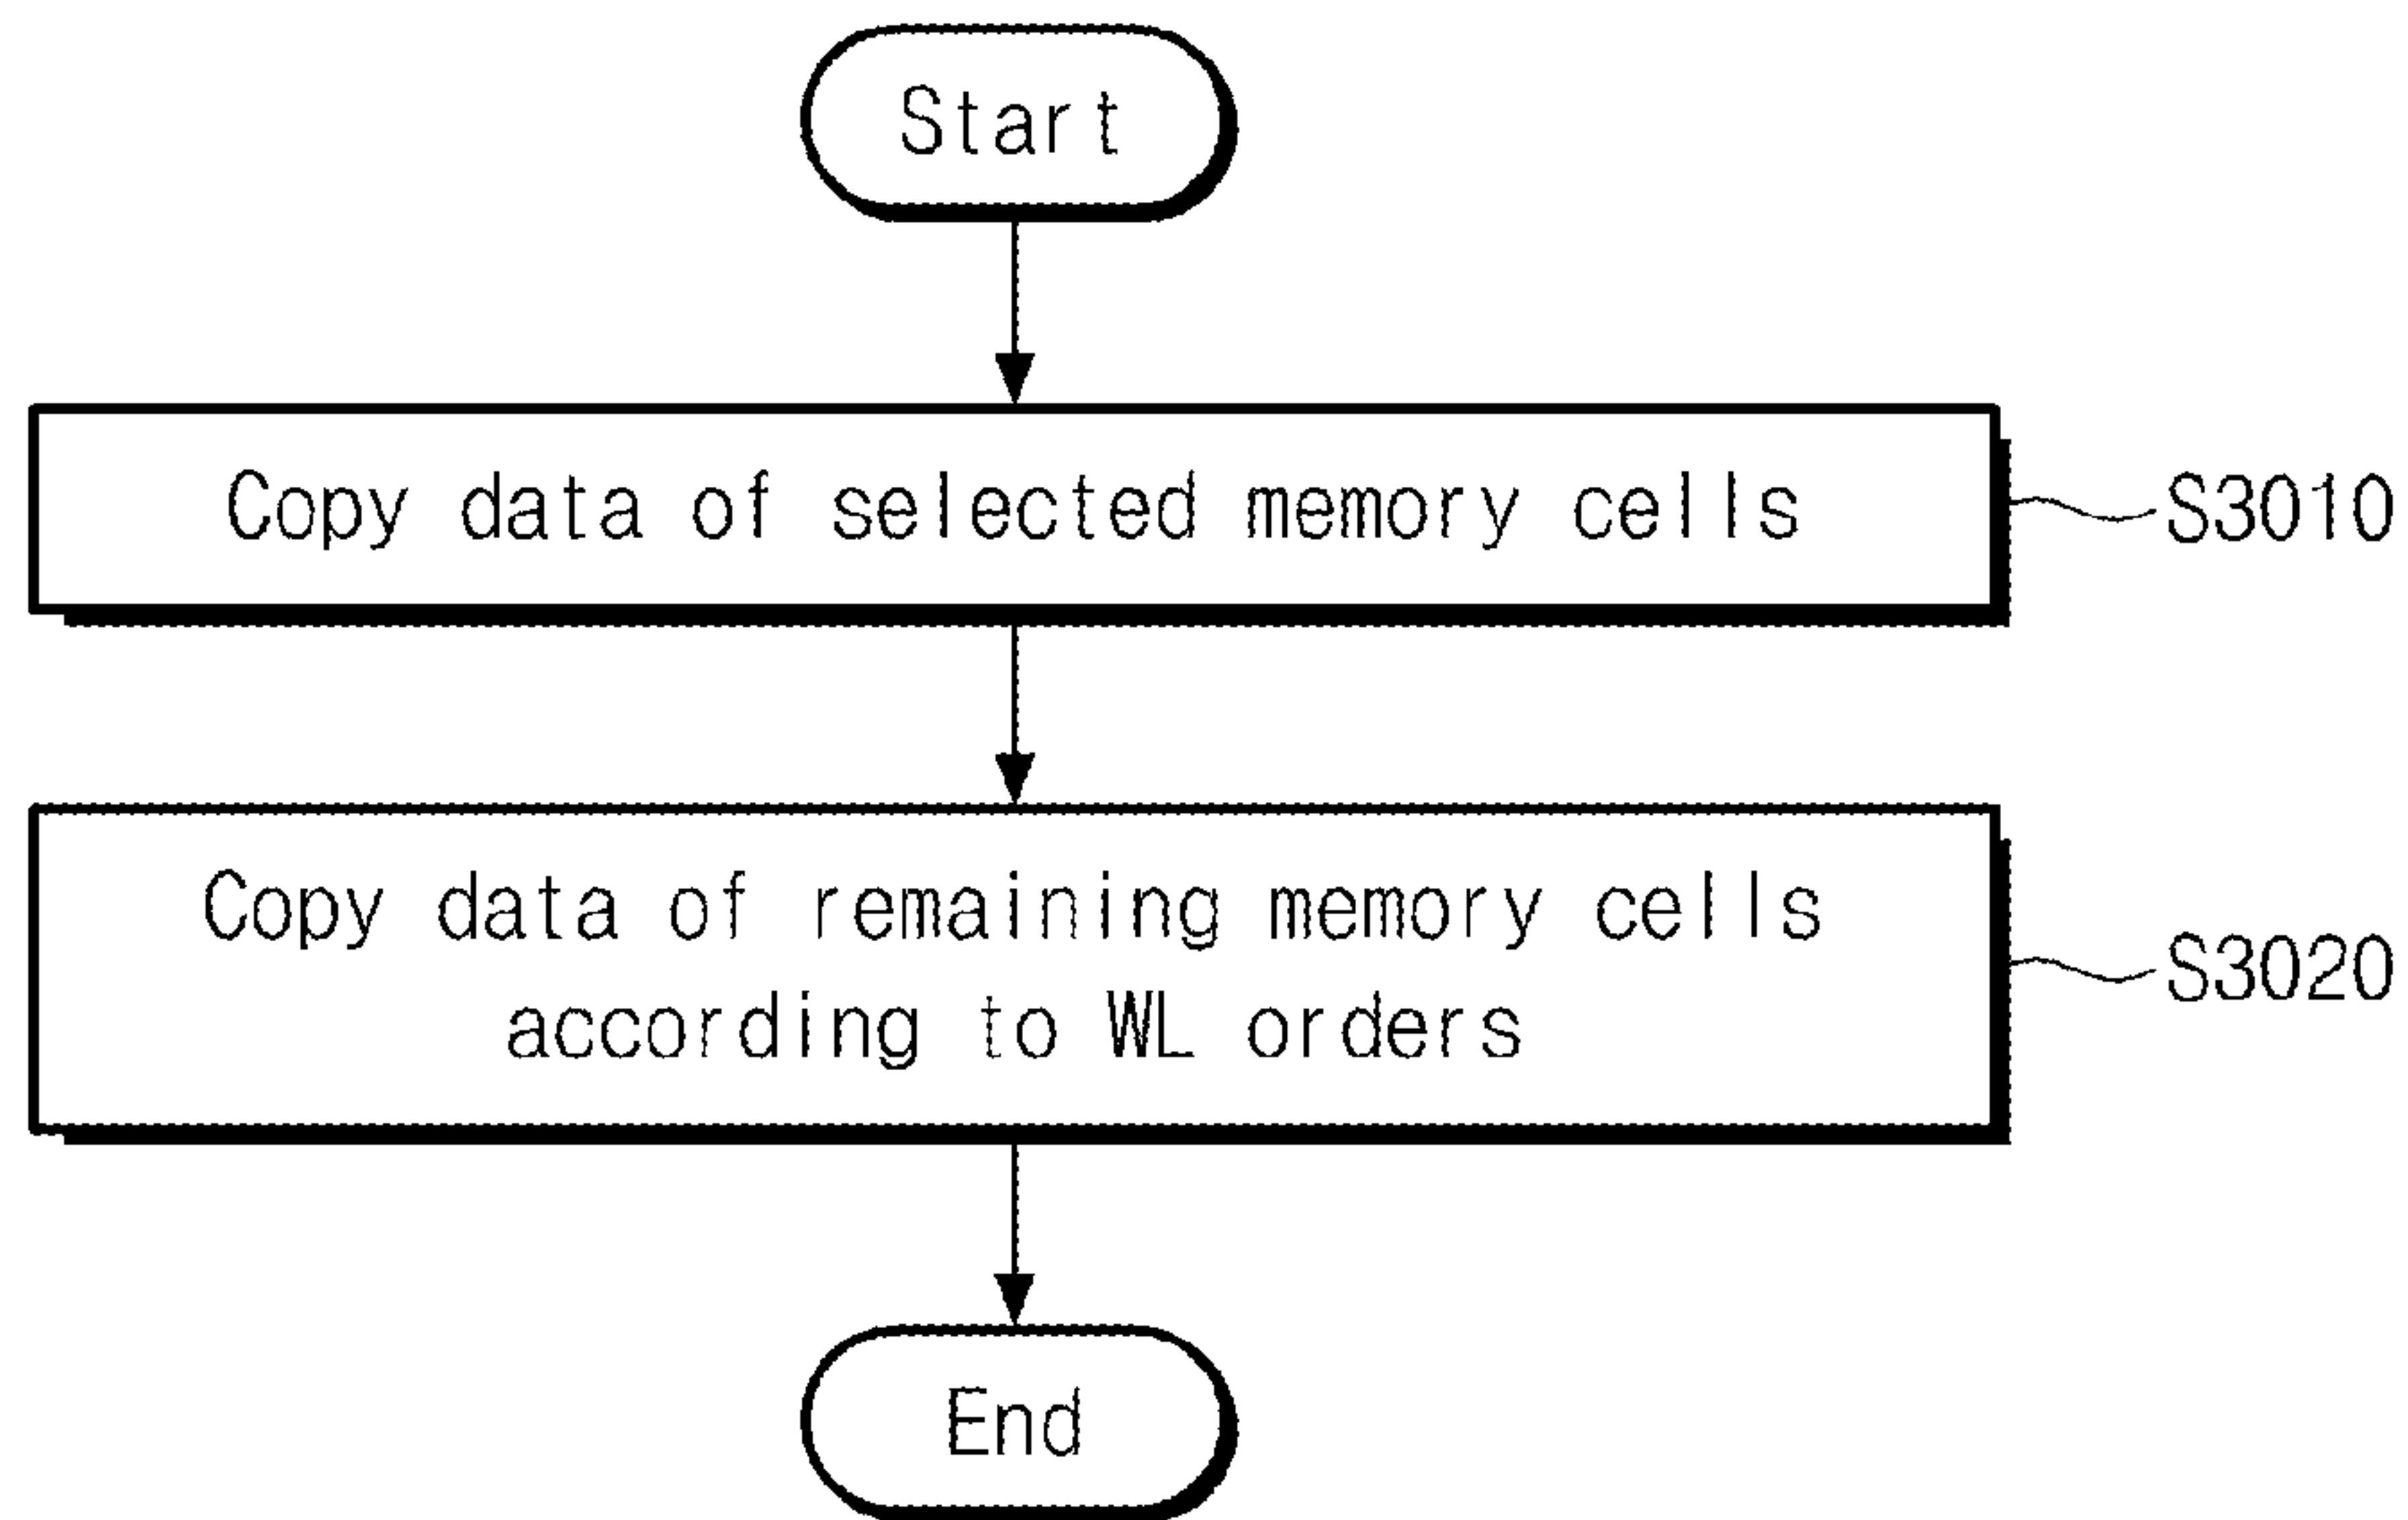 Start
Copy data of selected memory cells
S3010
Copy data of remaining memory cells
according to WL orders
S3020
End